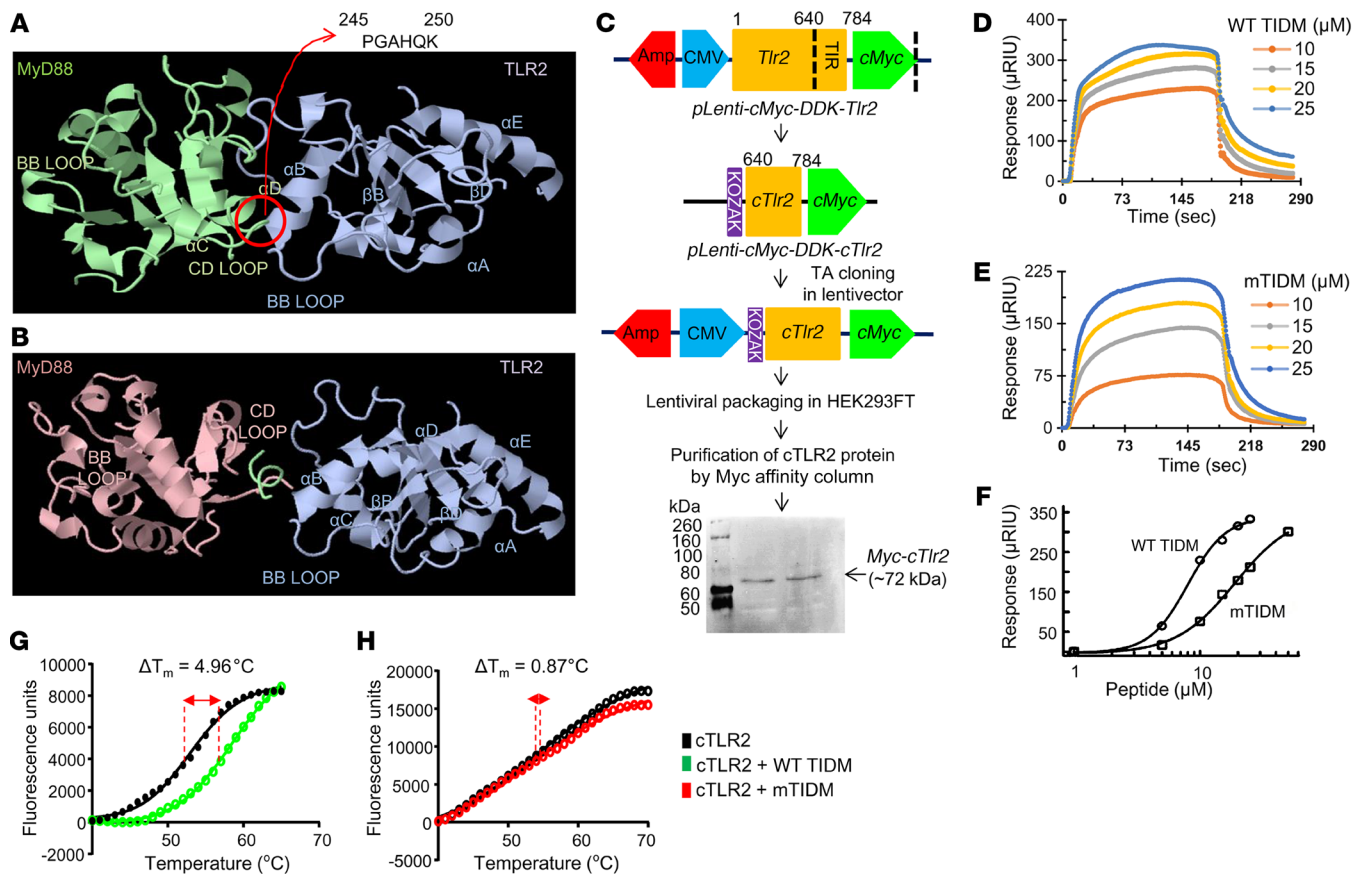 A
245 250
PGAHQK
MyD88
TLR2
BB LOOP
αB
αE
αD
βB
βD
αC
CD LOOP
αA
BB LOOP
B
MyD88
TLR2
CD LOOP
BB LOOP
αD
αE
αB
βB
αC
βD
αA
BB LOOP
C
1 640 784
Amp CMV Tlr2 TIR cMyc
pLenti-cMyc-DDK-Tlr2
640 784
KOZAK cTlr2 cMyc
pLenti-cMyc-DDK-cTlr2
TA cloning
in lentivector
Amp CMV KOZAK cTlr2 cMyc
Lentiviral packaging in HEK293FT
Purification of cTLR2 protein
by Myc affinity column
kDa
260
160
100
80
60
50
Myc-cTlr2
(~72 kDa)
D
WT TIDM (µM)
10
15
20
25
Response (µRIU)
400
300
200
100
0
0 73 145 218 290
Time (sec)
E
mTIDM (µM)
10
15
20
25
Response (µRIU)
225
150
75
0
0 73 145 218 290
Time (sec)
F
Response (µRIU)
350
250
150
50
WT TIDM
mTIDM
1 10
Peptide (µM)
G
ΔTm = 4.96°C
Fluorescence units
10000
8000
6000
4000
2000
0
-2000
50 60 70
Temperature (°C)
H
ΔTm = 0.87°C
Fluorescence units
20000
15000
10000
5000
0
-5000
50 60 70
Temperature (°C)
cTLR2
cTLR2 + WT TIDM
cTLR2 + mTIDM